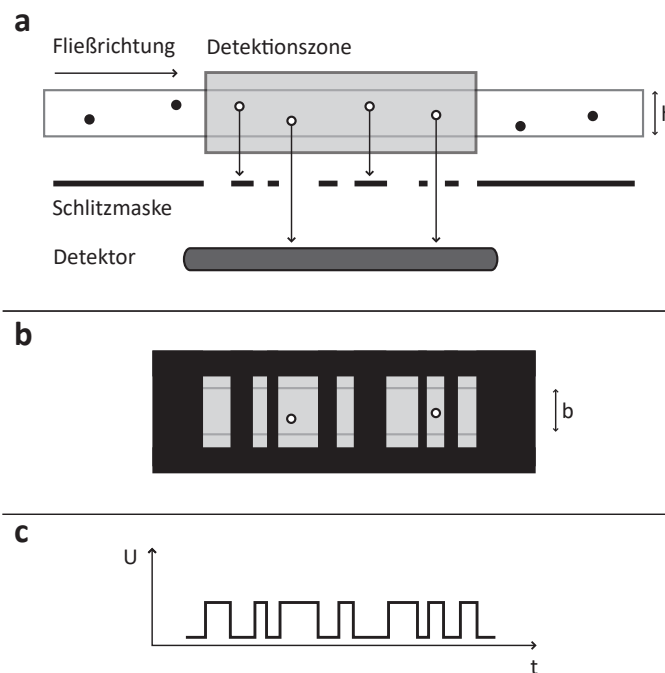 a
Fließrichtung
Detektionszone
h
Schlitzmaske
Detektor
b
b
c
U
t